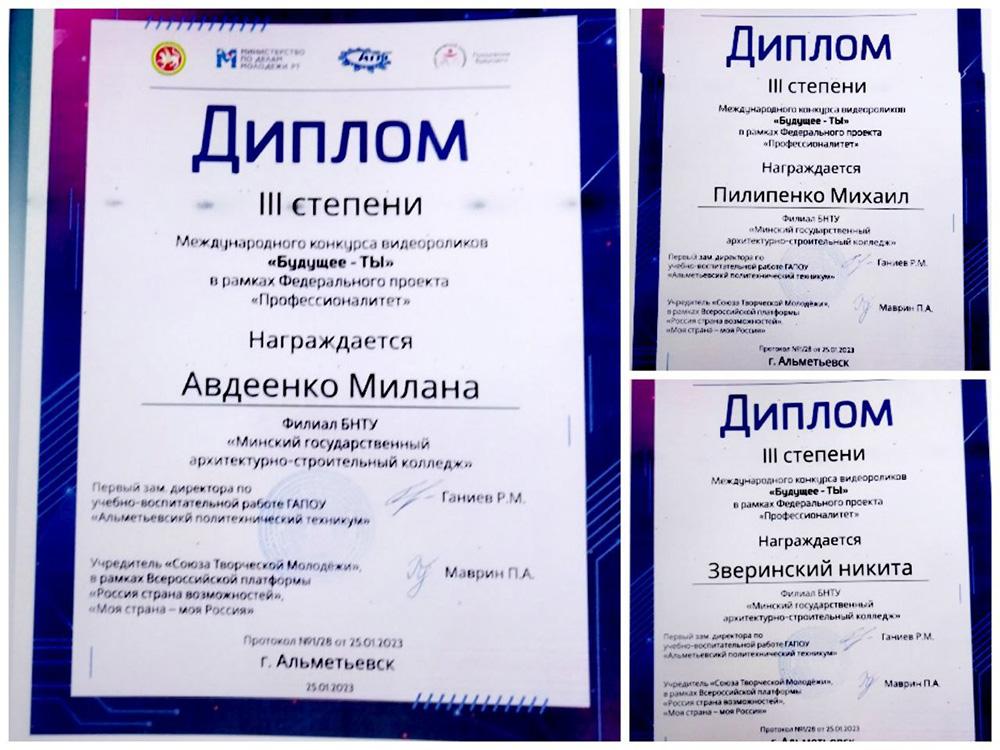 МИНИСТЕРСТВО
ПО ДЕЛАМ
МОЛОДЕЖИ РТ
АПТ
Диплом
III степени
Международного конкурса видеороликов
«Будущее - ТЫ»
в рамках Федерального проекта
«Профессионалитет»
Награждается
Авдеенко Милана
Филиал БНТУ
«Минский государственный
архитектурно-строительный колледж»
Первый зам. директора по
учебно-воспитательной работе ГАПОУ
«Альметьевсикй политехнический техникум»
Ганиев Р.М.
Учредитель «Союза Творческой Молодёжи»,
в рамках Всероссийской платформы
«Россия страна возможностей»,
«Моя страна – моя Россия»
Маврин П.А.
Протокол №1/28 от 25.01.2023
г. Альметьевск
25.01.2023
Диплом
III степени
Международного конкурса видеороликов
«Будущее - ТЫ»
в рамках Федерального проекта
«Профессионалитет»
Награждается
Пилипенко Михаил
Филиал БНТУ
«Минский государственный
архитектурно-строительный колледж»
Первый зам. директора по
учебно-воспитательной работе ГАПОУ
«Альметьевсикй политехнический техникум»
Ганиев Р.М.
Учредитель «Союза Творческой Молодёжи»,
в рамках Всероссийской платформы
«Россия страна возможностей»,
«Моя страна – моя Россия»
Маврин П.А.
Протокол №1/28 от 25.01.2023
г. Альметьевск
Диплом
III степени
Международного конкурса видеороликов
«Будущее - ТЫ»
в рамках Федерального проекта
«Профессионалитет»
Награждается
Зверинский никита
Филиал БНТУ
«Минский государственный
архитектурно-строительный колледж»
Первый зам. директора по
учебно-воспитательной работе ГАПОУ
«Альметьевсикй политехнический техникум»
Ганиев Р.М.
Учредитель «Союза Творческой Молодёжи»,
в рамках Всероссийской платформы
«Россия страна возможностей»,
«Моя страна – моя Россия»
Маврин П.А.
Протокол №1/28 от 25.01.2023
г. Альметьевск